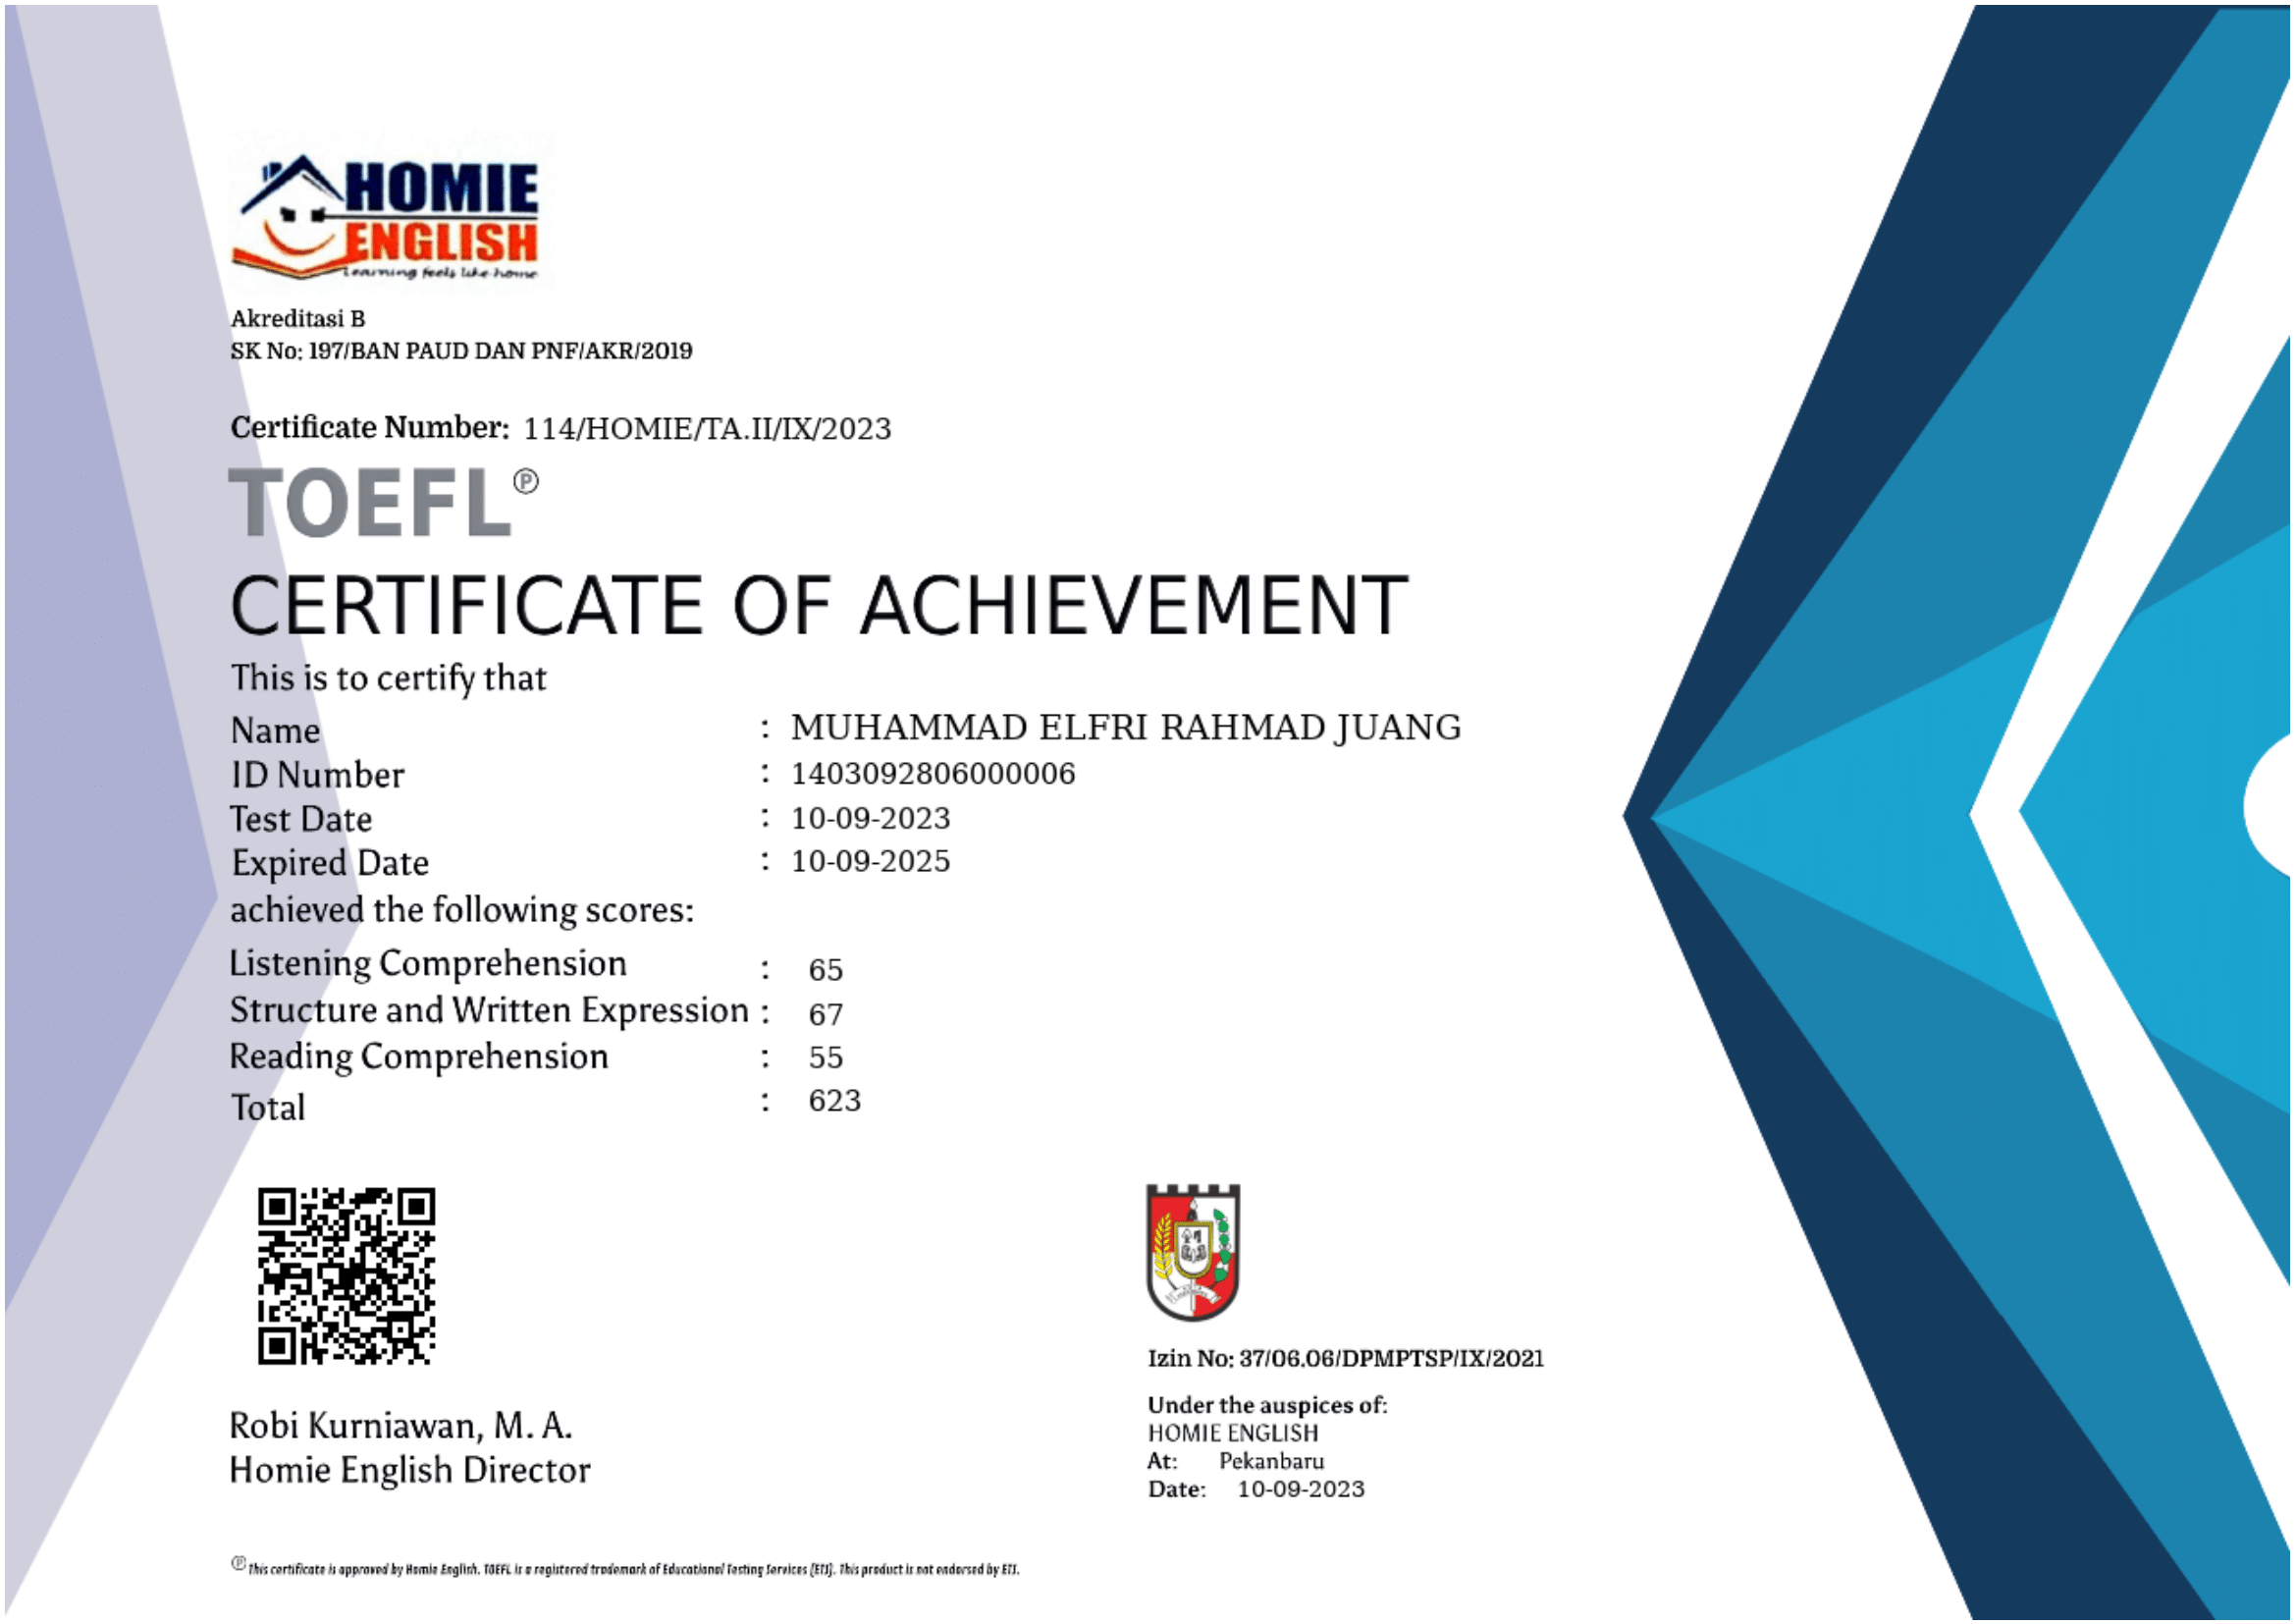 HOMIE
ENGLISH
Learning feels like home
Akreditasi B
SK No: 197/BAN PAUD DAN PNF/AKR/2019
Certificate Number: 114/HOMIE/TA.II/IX/2023
TOEFL Ⓟ
CERTIFICATE OF ACHIEVEMENT
This is to certify that
Name : MUHAMMAD ELFRI RAHMAD JUANG
ID Number : 1403092806000006
Test Date : 10-09-2023
Expired Date : 10-09-2025
achieved the following scores:
Listening Comprehension : 65
Structure and Written Expression : 67
Reading Comprehension : 55
Total : 623
Robi Kurniawan, M. A.
Homie English Director
Izin No: 37/06.06/DPMPTSP/IX/2021
Under the auspices of:
HOMIE ENGLISH
At: Pekanbaru
Date: 10-09-2023
Ⓟ This certificate is approved by Homie English. TOEFL is a registered trademark of Educational Testing Services (ETS). This product is not endorsed by ETS.